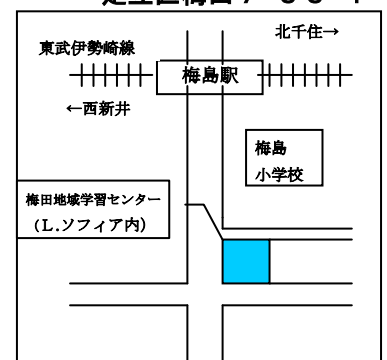 北千住→
東武伊勢崎線
梅島駅
←西新井
梅島
小学校
梅田地域学習センター
(L.ソフィア内)